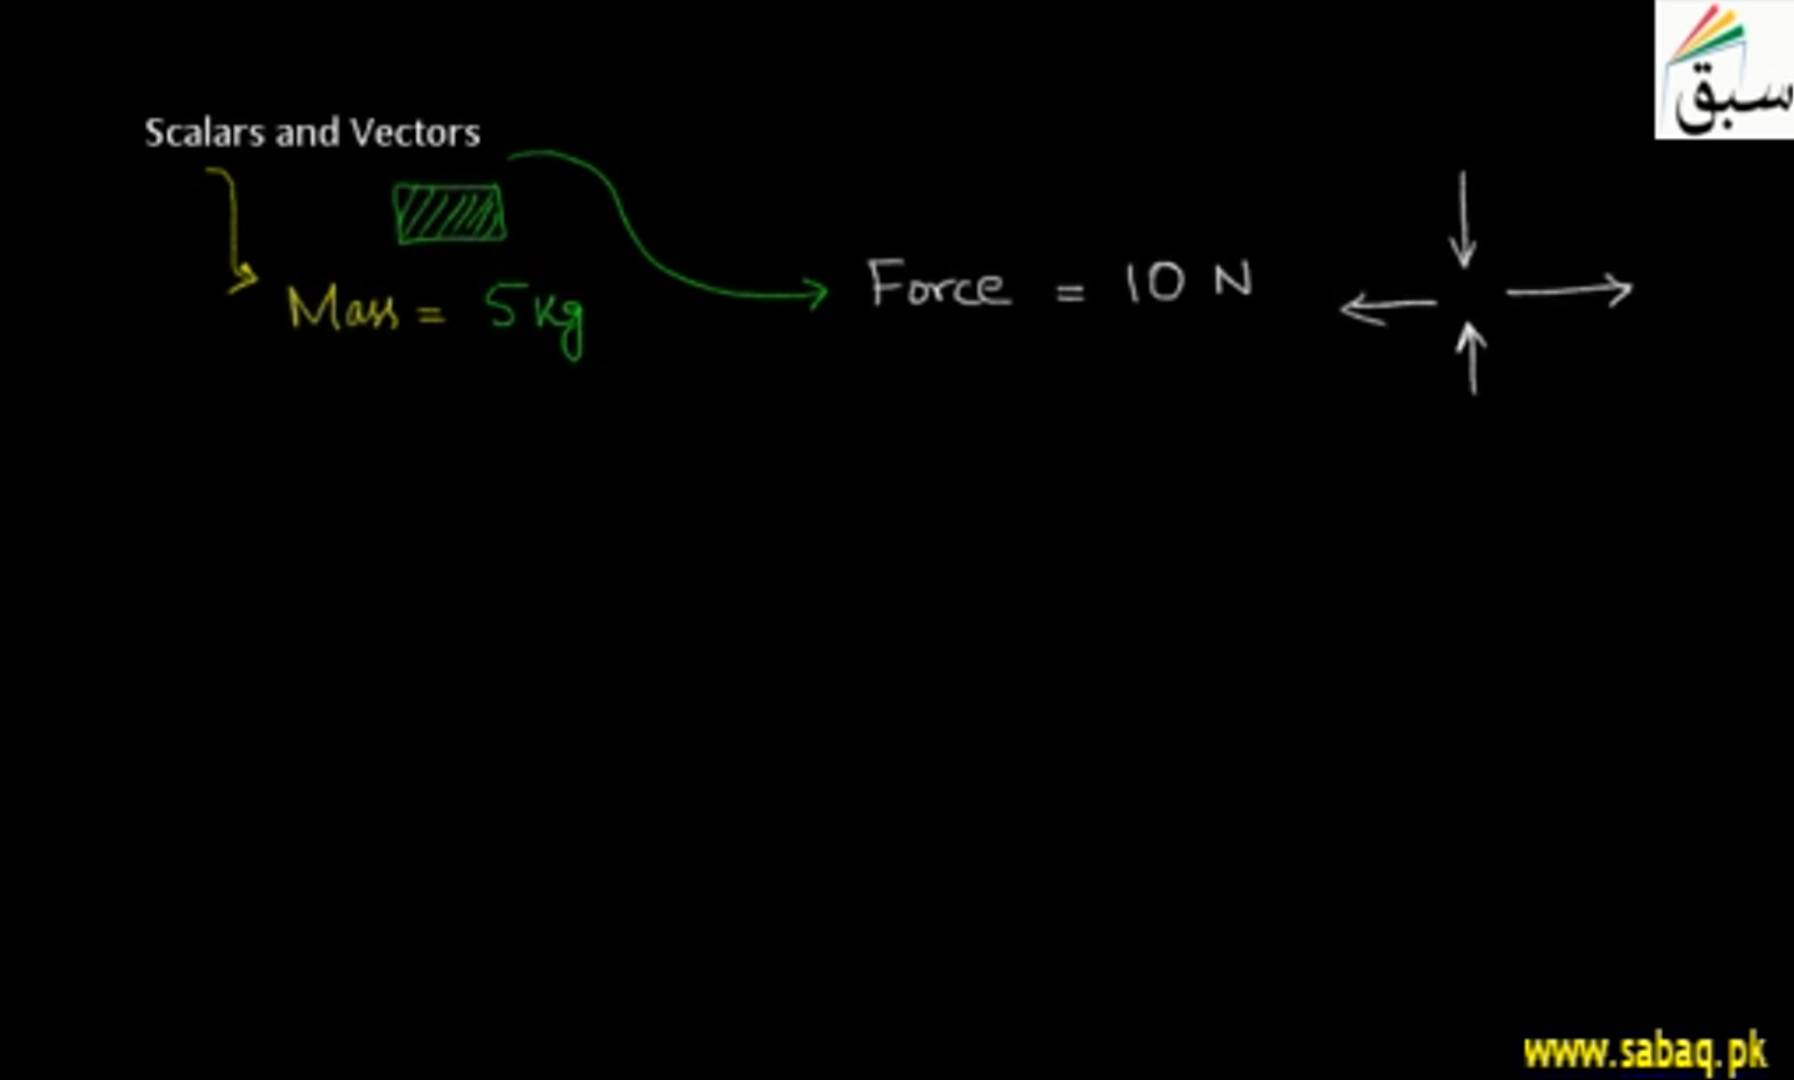 سبق
Scalars and Vectors
Mass = 5 kg
Force = 10 N
www.sabaq.pk